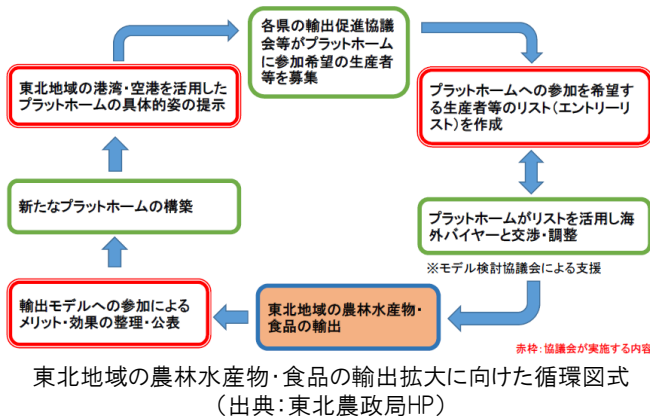 各県の輸出促進協議
会等がプラットホーム
に参加希望の生産者
等を募集
東北地域の港湾・空港を活用した
プラットホームの具体的姿の提示
プラットホームへの参加を希望す
る生産者等のリスト(エントリーリ
スト)を作成
新たなプラットホームの構築
プラットホームがリストを活用し海
外バイヤーと交渉・調整
※モデル検討協議会による支援
輸出モデルへの参加による
メリット・効果の整理・公表
東北地域の農林水産物・
食品の輸出
赤枠:協議会が実施する内容
東北地域の農林水産物・食品の輸出拡大に向けた循環図式
(出典:東北農政局HP)